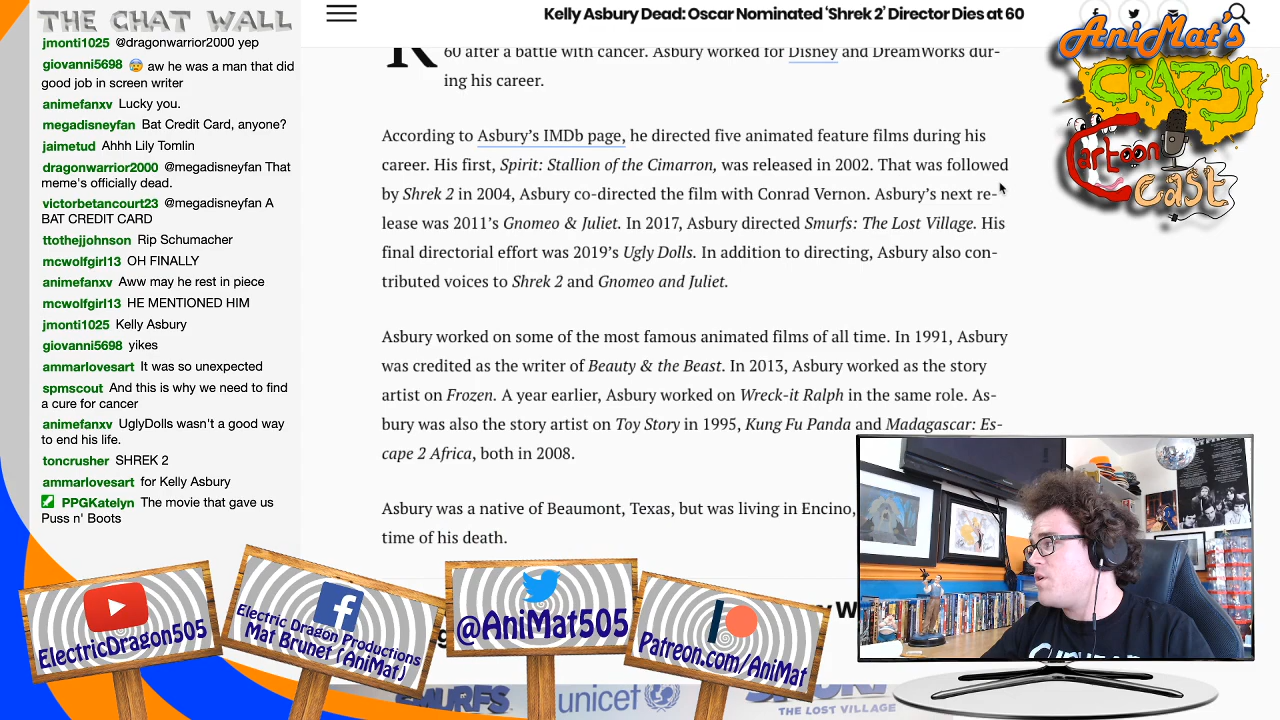 THE CHAT WALL
jmonti1025 @dragonwarrior2000 yep
giovanni5698 😰 aw he was a man that did
good job in screen writer
animefanxv Lucky you.
megadisneyfan Bat Credit Card, anyone?
jaimetud Ahhh Lily Tomlin
dragonwarrior2000 @megadisneyfan That
meme's officially dead.
victorbetancourt23 @megadisneyfan A
BAT CREDIT CARD
ttothejjohnson Rip Schumacher
mcwolfgirl13 OH FINALLY
animefanxv Aww may he rest in piece
mcwolfgirl13 HE MENTIONED HIM
jmonti1025 Kelly Asbury
giovanni5698 yikes
ammarlovesart It was so unexpected
spmscout And this is why we need to find
a cure for cancer
animefanxv UglyDolls wasn't a good way
to end his life.
toncrusher SHREK 2
ammarlovesart for Kelly Asbury
PPGKatelyn The movie that gave us
Puss n' Boots
Kelly Asbury Dead: Oscar Nominated ‘Shrek 2’ Director Dies at 60
60 after a battle with cancer. Asbury worked for Disney and DreamWorks dur-
ing his career.
According to Asbury’s IMDb page, he directed five animated feature films during his
career. His first, Spirit: Stallion of the Cimarron, was released in 2002. That was followed
by Shrek 2 in 2004, Asbury co-directed the film with Conrad Vernon. Asbury’s next re-
lease was 2011’s Gnomeo & Juliet. In 2017, Asbury directed Smurfs: The Lost Village. His
final directorial effort was 2019’s Ugly Dolls. In addition to directing, Asbury also con-
tributed voices to Shrek 2 and Gnomeo and Juliet.
Asbury worked on some of the most famous animated films of all time. In 1991, Asbury
was credited as the writer of Beauty & the Beast. In 2013, Asbury worked as the story
artist on Frozen. A year earlier, Asbury worked on Wreck-it Ralph in the same role. As-
bury was also the story artist on Toy Story in 1995, Kung Fu Panda and Madagascar: Es-
cape 2 Africa, both in 2008.
Asbury was a native of Beaumont, Texas, but was living in Encino,
time of his death.
AniMat's
CRAZY
Cartoon
Cast
ElectricDragon505
Electric Dragon Productions
Mat Brunet (AniMat)
@AniMat505
Patreon.com/AniMat
SMURFS
unicef
THE LOST VILLAGE